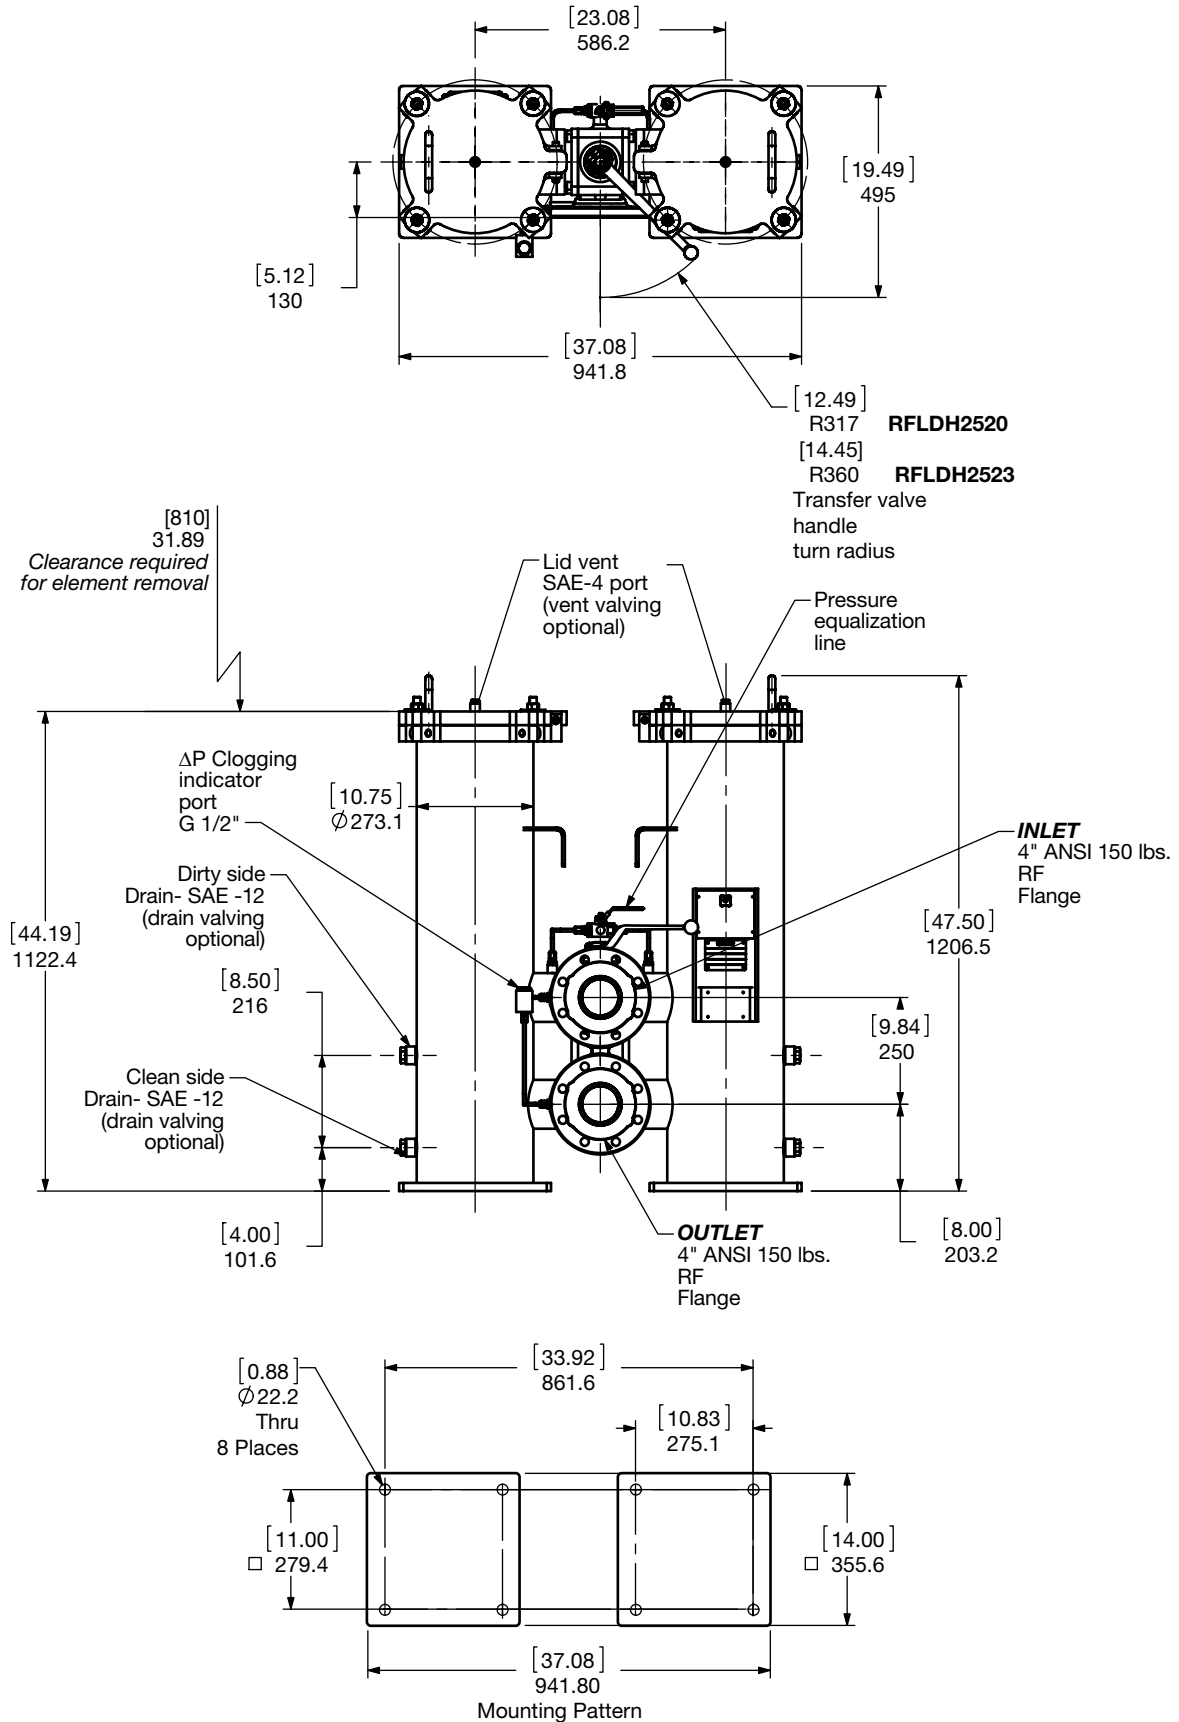 [23.08]
586.2
[19.49]
495
[5.12]
130
[37.08]
941.8
[12.49]
R317 RFLDH2520
[14.45]
R360 RFLDH2523
Transfer valve
handle
turn radius
[810]
31.89
Clearance required
for element removal
Lid vent
SAE-4 port
(vent valving
optional)
Pressure
equalization
line
ΔP Clogging
indicator
port
G 1/2"
[10.75]
∅273.1
INLET
4" ANSI 150 lbs.
RF
Flange
Dirty side
Drain- SAE -12
(drain valving
optional)
[44.19]
1122.4
[47.50]
1206.5
[8.50]
216
[9.84]
250
Clean side
Drain- SAE -12
(drain valving
optional)
[4.00]
101.6
OUTLET
4" ANSI 150 lbs.
RF
Flange
[8.00]
203.2
[0.88]
∅22.2
Thru
8 Places
[33.92]
861.6
[10.83]
275.1
[11.00]
□ 279.4
[14.00]
□ 355.6
[37.08]
941.80
Mounting Pattern